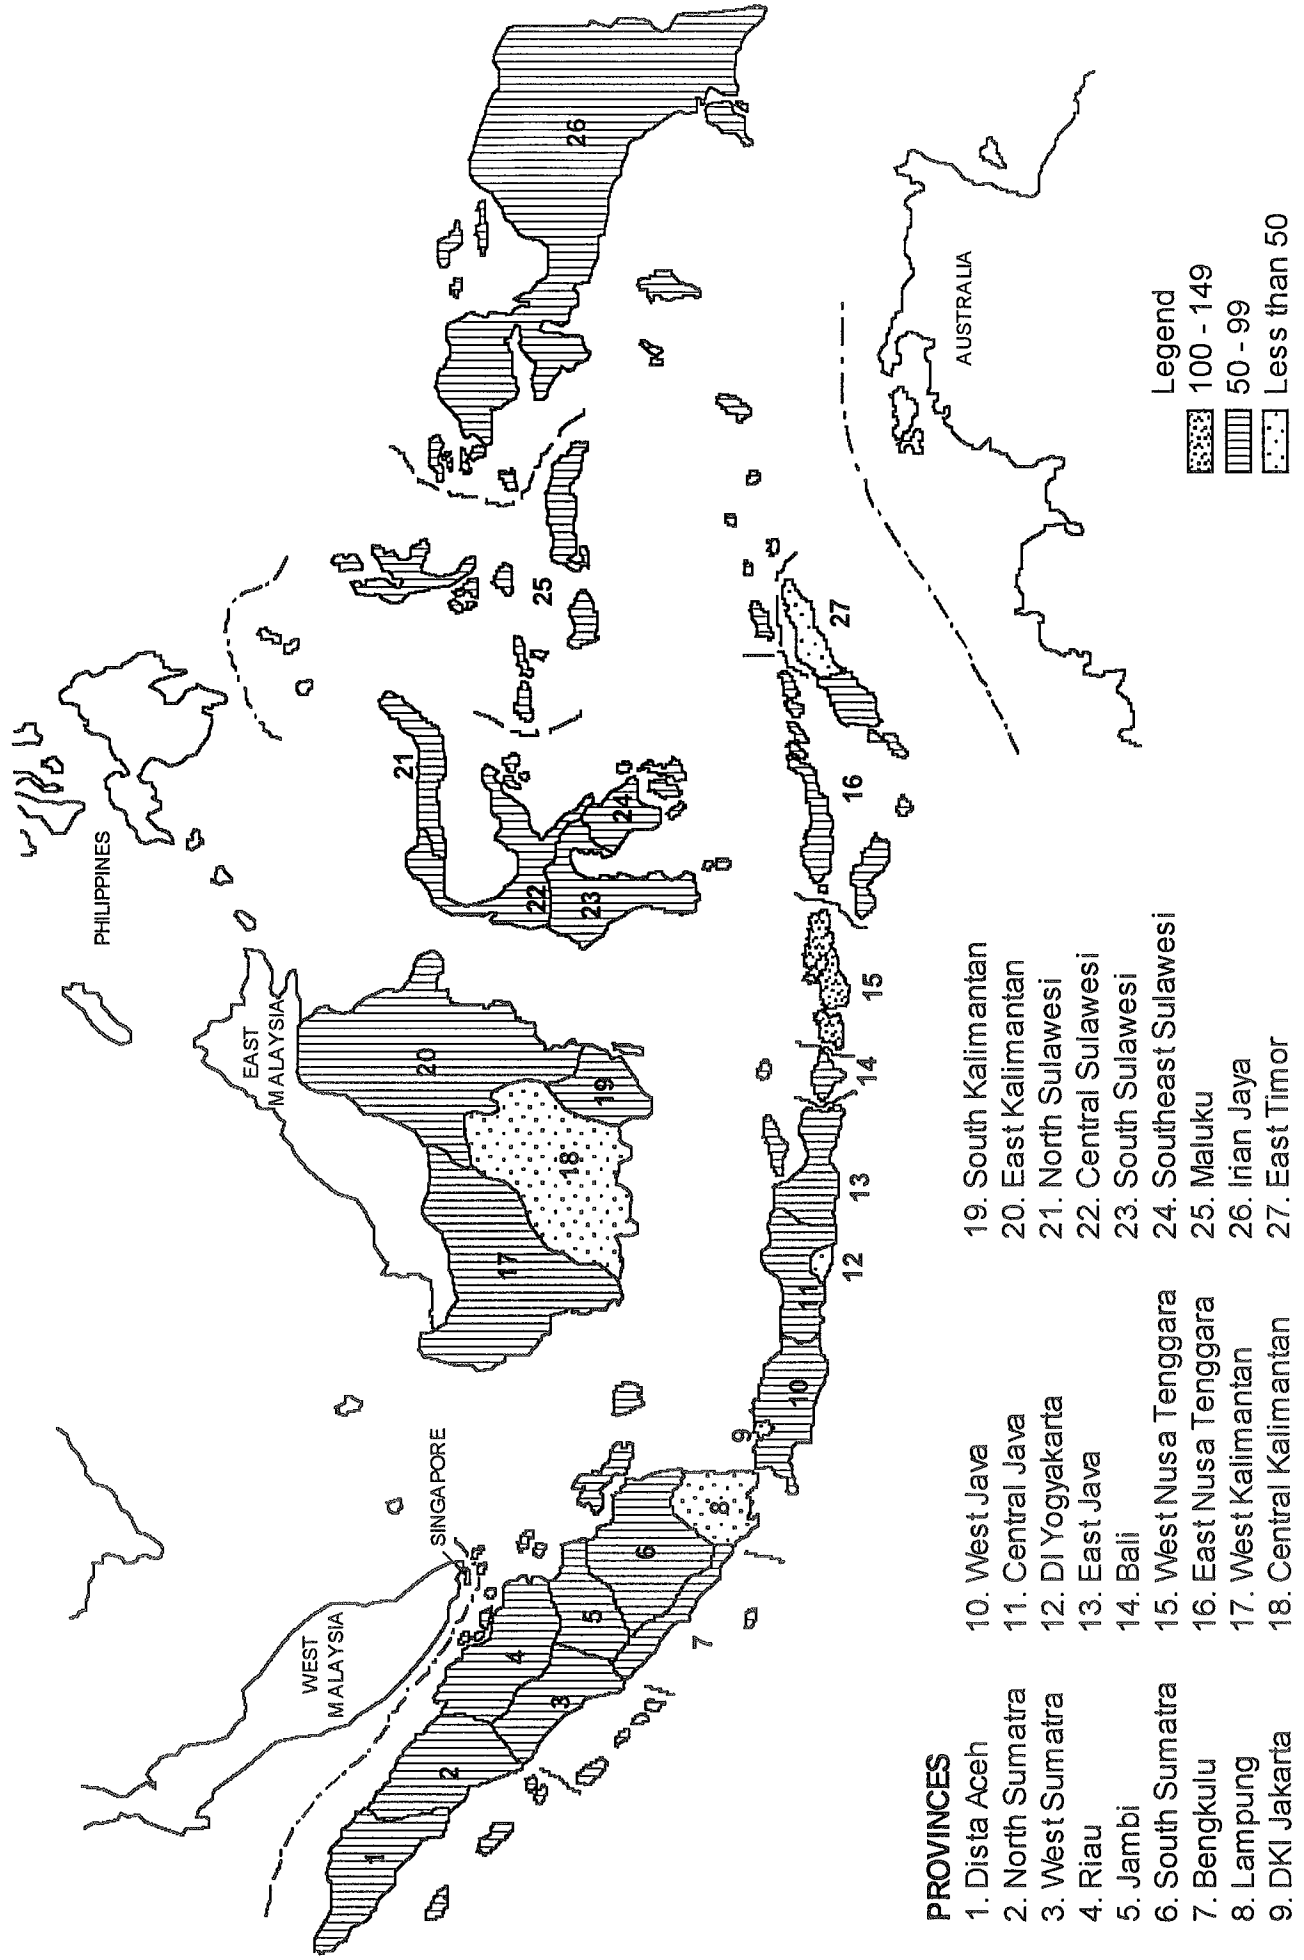 PHILIPPINES
EAST
MALAYSIA
WEST
MALAYSIA
SINGAPORE
AUSTRALIA
1
2
3
4
5
6
7
8
9
10
11
12
13
14
15
16
17
18
19
20
21
22
23
24
25
26
27
PROVINCES
1. Dista Aceh
2. North Sumatra
3. West Sumatra
4. Riau
5. Jambi
6. South Sumatra
7. Bengkulu
8. Lampung
9. DKI Jakarta
10. West Java
11. Central Java
12. DI Yogyakarta
13. East Java
14. Bali
15. West Nusa Tenggara
16. East Nusa Tenggara
17. West Kalimantan
18. Central Kalimantan
19. South Kalimantan
20. East Kalimantan
21. North Sulawesi
22. Central Sulawesi
23. South Sulawesi
24. Southeast Sulawesi
25. Maluku
26. Irian Jaya
27. East Timor
Legend
100 - 149
50 - 99
Less than 50